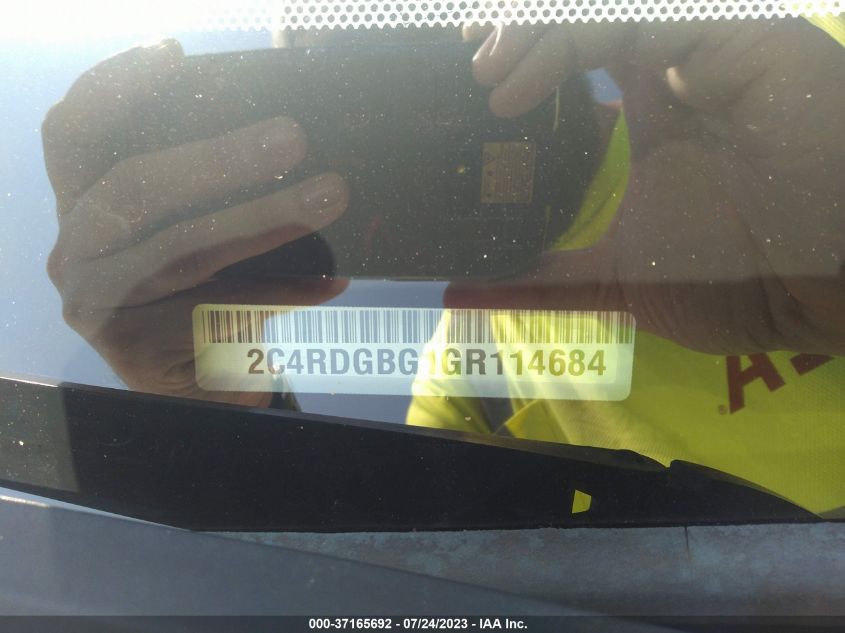 2C4RDGBG1GR114684
000-37165692 - 07/24/2023 - IAA Inc.